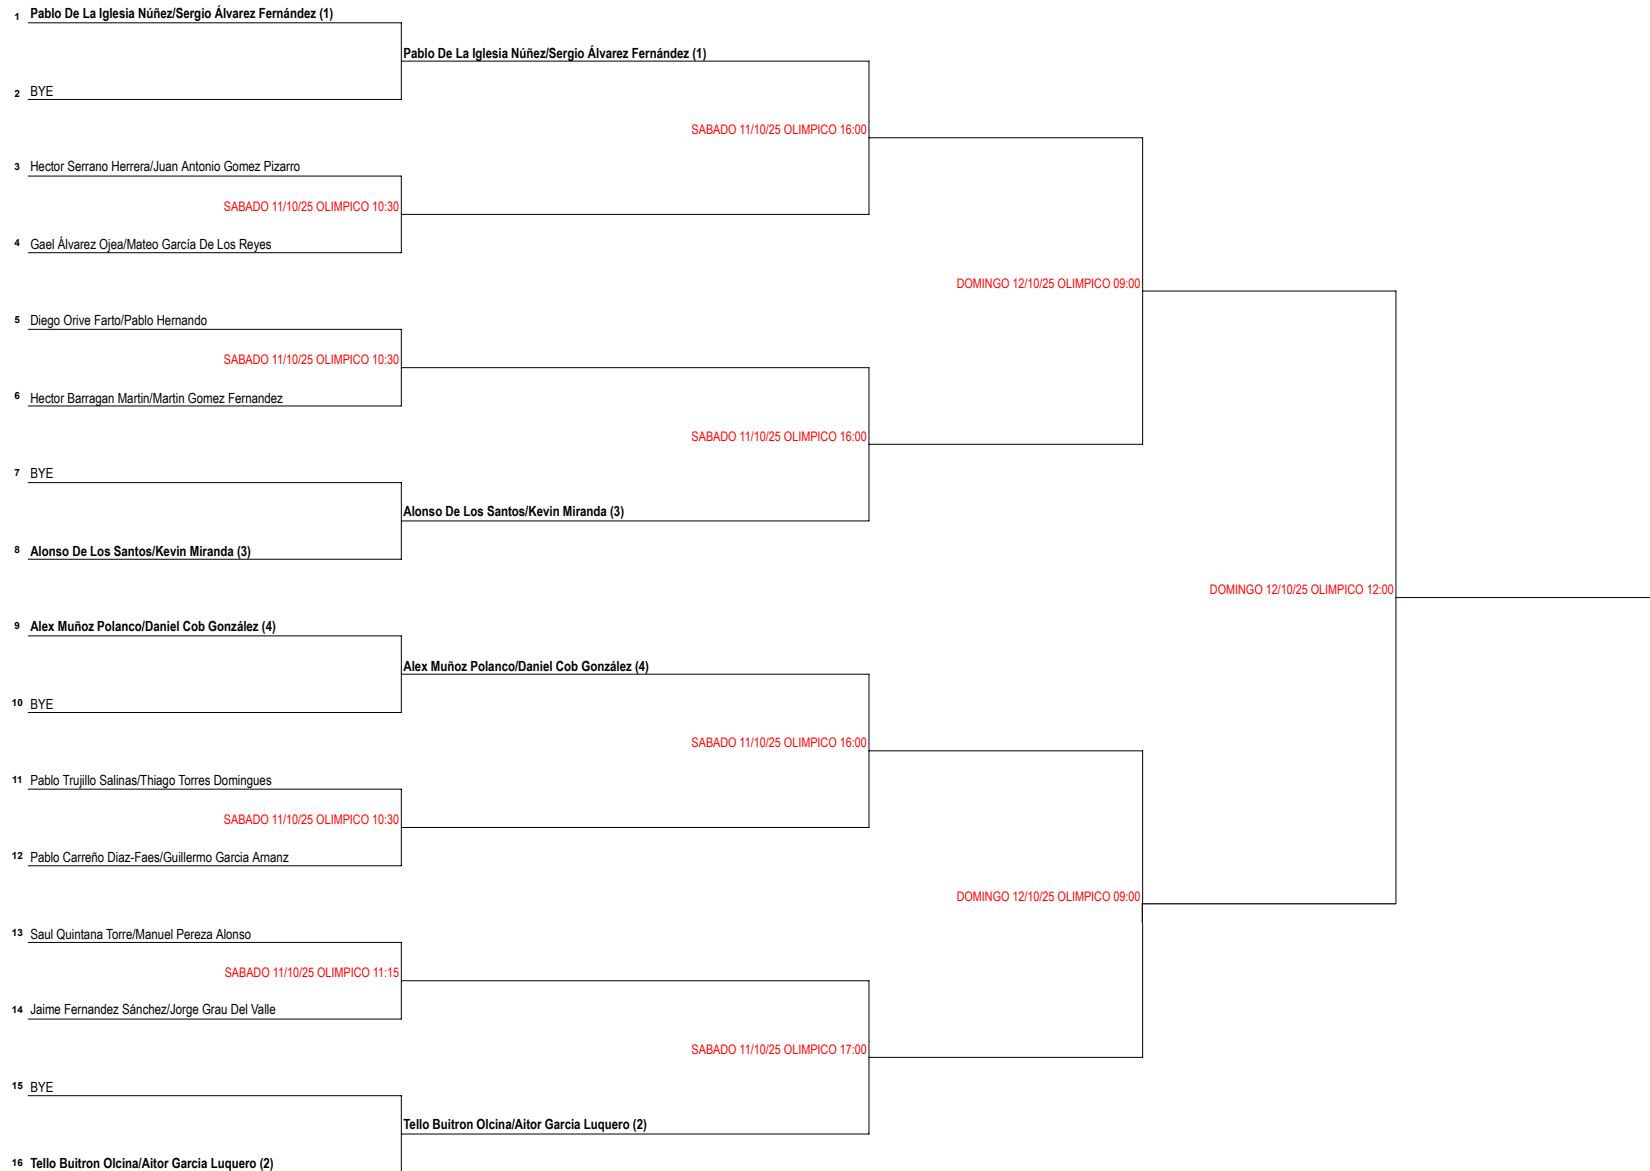 1 Pablo De La Iglesia Núñez/Sergio Álvarez Fernández (1)
Pablo De La Iglesia Núñez/Sergio Álvarez Fernández (1)
2 BYE
SABADO 11/10/25 OLIMPICO 16:00
3 Hector Serrano Herrera/Juan Antonio Gomez Pizarro
SABADO 11/10/25 OLIMPICO 10:30
4 Gael Álvarez Ojea/Mateo García De Los Reyes
DOMINGO 12/10/25 OLIMPICO 09:00
5 Diego Orive Farto/Pablo Hernando
SABADO 11/10/25 OLIMPICO 10:30
6 Hector Barragan Martin/Martin Gomez Fernandez
SABADO 11/10/25 OLIMPICO 16:00
7 BYE
Alonso De Los Santos/Kevin Miranda (3)
8 Alonso De Los Santos/Kevin Miranda (3)
DOMINGO 12/10/25 OLIMPICO 12:00
9 Alex Muñoz Polanco/Daniel Cob González (4)
Alex Muñoz Polanco/Daniel Cob González (4)
10 BYE
SABADO 11/10/25 OLIMPICO 16:00
11 Pablo Trujillo Salinas/Thiago Torres Domingues
SABADO 11/10/25 OLIMPICO 10:30
12 Pablo Carreño Diaz-Faes/Guillermo Garcia Arnanz
DOMINGO 12/10/25 OLIMPICO 09:00
13 Saul Quintana Torre/Manuel Pereza Alonso
SABADO 11/10/25 OLIMPICO 11:15
14 Jaime Fernandez Sánchez/Jorge Grau Del Valle
SABADO 11/10/25 OLIMPICO 17:00
15 BYE
Tello Buitron Olcina/Aitor Garcia Luquero (2)
16 Tello Buitron Olcina/Aitor Garcia Luquero (2)